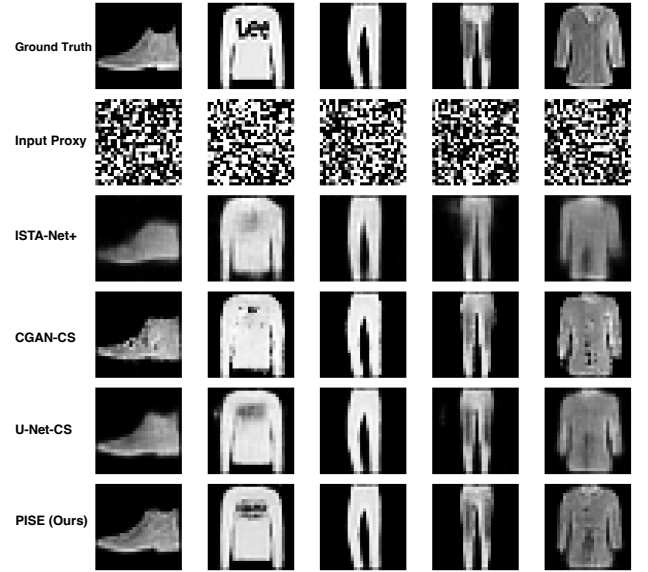 Ground Truth
Lee
Input Proxy
ISTA-Net+
CGAN-CS
U-Net-CS
PISE (Ours)